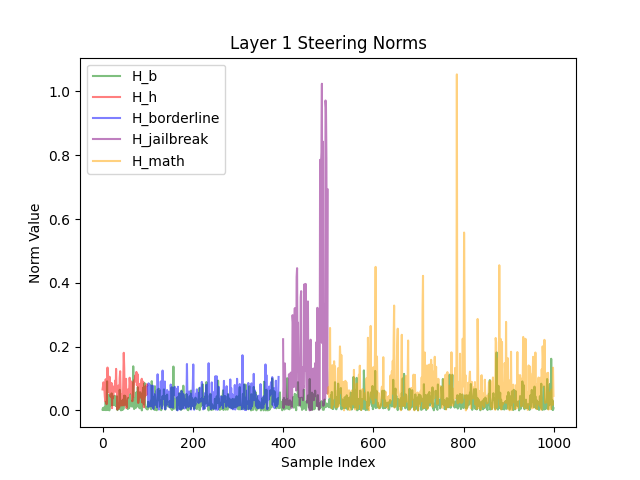 Layer 1 Steering Norms
H_b
H_h
H_borderline
H_jailbreak
H_math
Norm Value
1.0
0.8
0.6
0.4
0.2
0.0
0 200 400 600 800 1000
Sample Index